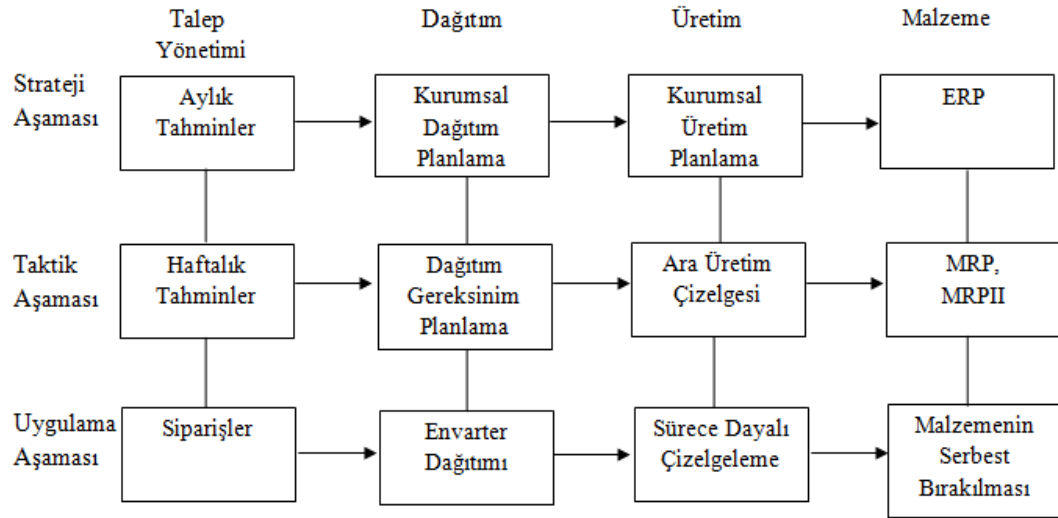 Talep
Yönetimi
Dağıtım
Üretim
Malzeme
Strateji
Aşaması
Aylık
Tahminler
Kurumsal
Dağıtım
Planlama
Kurumsal
Üretim
Planlama
ERP
Taktik
Aşaması
Haftalık
Tahminler
Dağıtım
Gereksinim
Planlama
Ara Üretim
Çizelgesi
MRP,
MRPII
Uygulama
Aşaması
Siparişler
Envarter
Dağıtımı
Sürece Dayalı
Çizelgeleme
Malzemenin
Serbest
Bırakılması